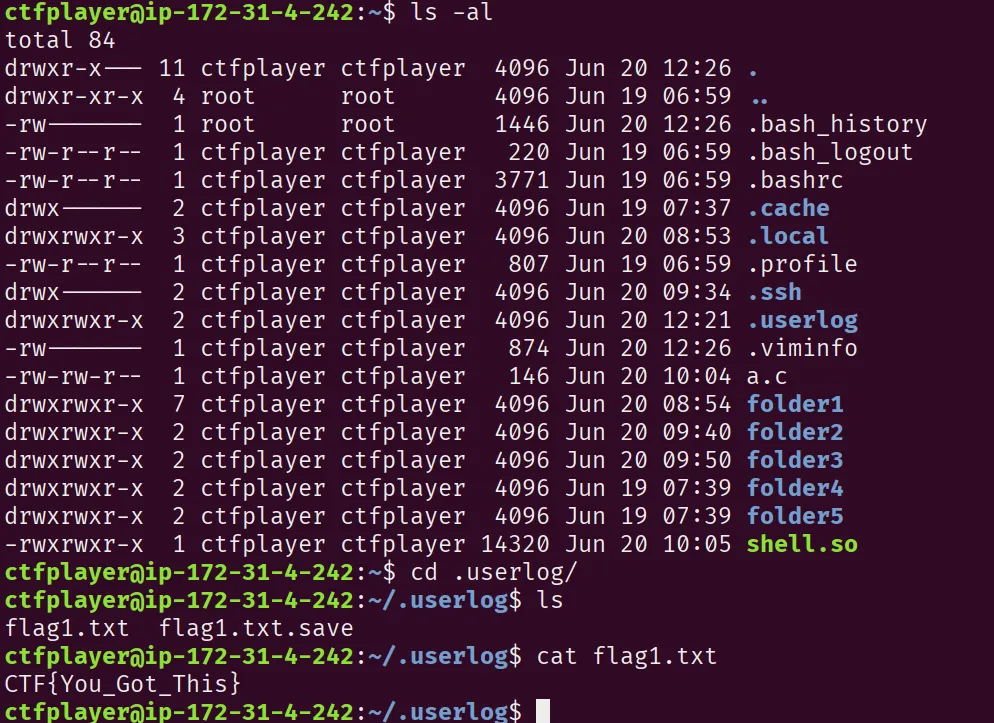 ctfplayer@ip-172-31-4-242:~$ ls -al
total 84
drwxr-x--- 11 ctfplayer ctfplayer  4096 Jun 20 12:26 .
drwxr-xr-x  4 root      root       4096 Jun 19 06:59 ..
-rw-------  1 root      root       1446 Jun 20 12:26 .bash_history
-rw-r--r--  1 ctfplayer ctfplayer   220 Jun 19 06:59 .bash_logout
-rw-r--r--  1 ctfplayer ctfplayer  3771 Jun 19 06:59 .bashrc
drwx------  2 ctfplayer ctfplayer  4096 Jun 19 07:37 .cache
drwxrwxr-x  3 ctfplayer ctfplayer  4096 Jun 20 08:53 .local
-rw-r--r--  1 ctfplayer ctfplayer   807 Jun 19 06:59 .profile
drwx------  2 ctfplayer ctfplayer  4096 Jun 20 09:34 .ssh
drwxrwxr-x  2 ctfplayer ctfplayer  4096 Jun 20 12:21 .userlog
-rw-------  1 ctfplayer ctfplayer   874 Jun 20 12:26 .viminfo
-rw-rw-r--  1 ctfplayer ctfplayer   146 Jun 20 10:04 a.c
drwxrwxr-x  7 ctfplayer ctfplayer  4096 Jun 20 08:54 folder1
drwxrwxr-x  2 ctfplayer ctfplayer  4096 Jun 20 09:40 folder2
drwxrwxr-x  2 ctfplayer ctfplayer  4096 Jun 20 09:50 folder3
drwxrwxr-x  2 ctfplayer ctfplayer  4096 Jun 19 07:39 folder4
drwxrwxr-x  2 ctfplayer ctfplayer  4096 Jun 19 07:39 folder5
-rwxrwxr-x  1 ctfplayer ctfplayer 14320 Jun 20 10:05 shell.so
ctfplayer@ip-172-31-4-242:~$ cd .userlog/
ctfplayer@ip-172-31-4-242:~/.userlog$ ls
flag1.txt  flag1.txt.save
ctfplayer@ip-172-31-4-242:~/.userlog$ cat flag1.txt
CTF{You_Got_This}
ctfplayer@ip-172-31-4-242:~/.userlog$